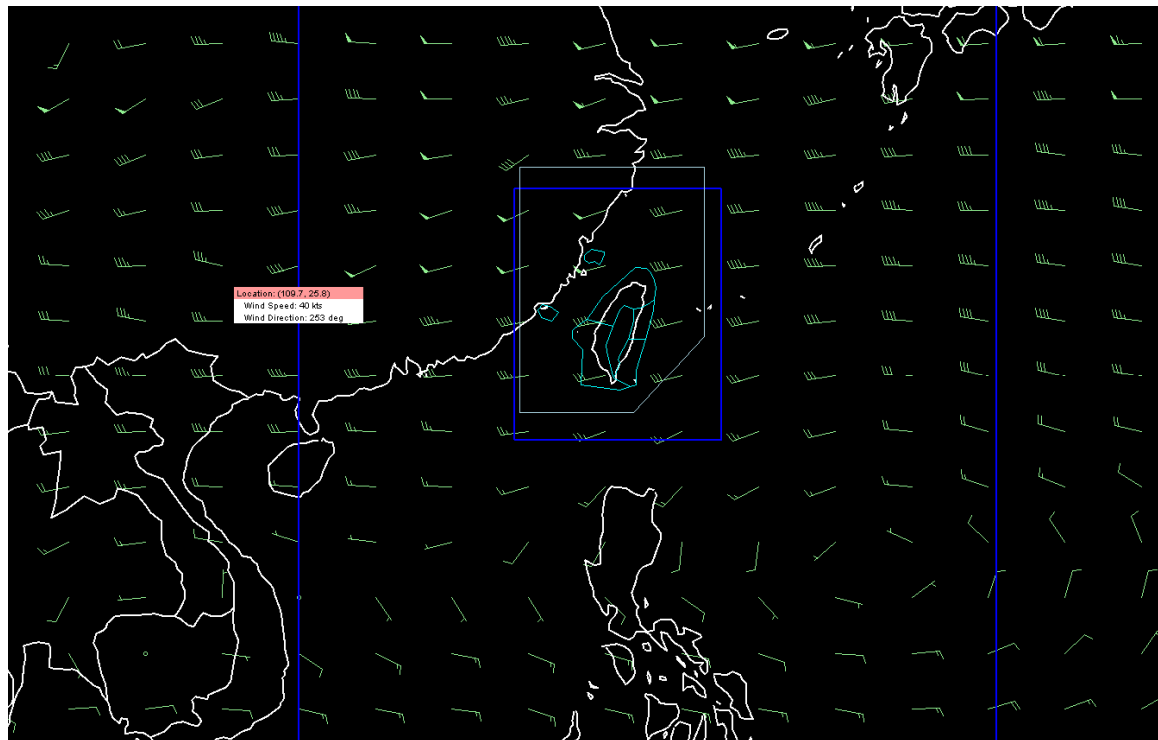 Location: (109.7, 25.8)
Wind Speed: 40 kts
Wind Direction: 253 deg